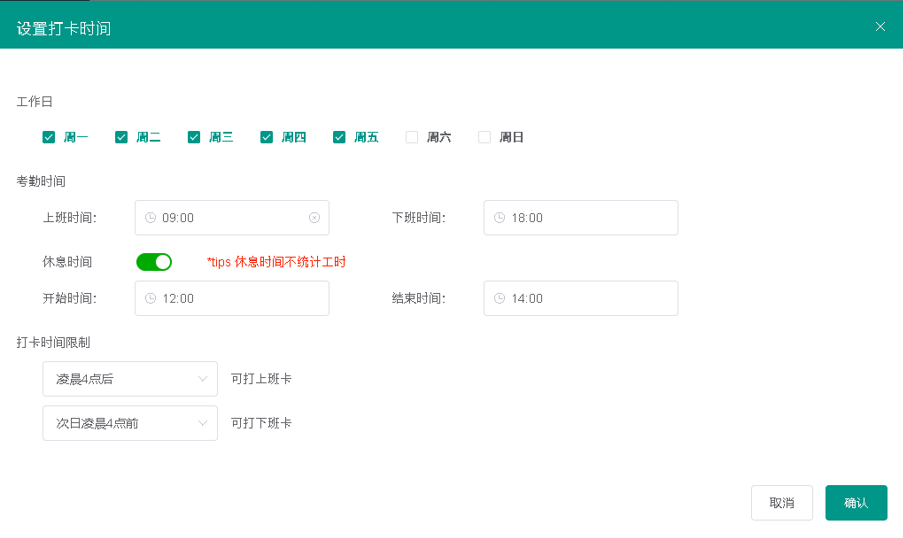 设置打卡时间
工作日
周一 周二 周三 周四 周五 周六 周日
考勤时间
上班时间: 09:00 下班时间: 18:00
休息时间 *tips 休息时间不统计工时
开始时间: 12:00 结束时间: 14:00
打卡时间限制
凌晨4点后 可打上班卡
次日凌晨4点前 可打下班卡
取消 确认